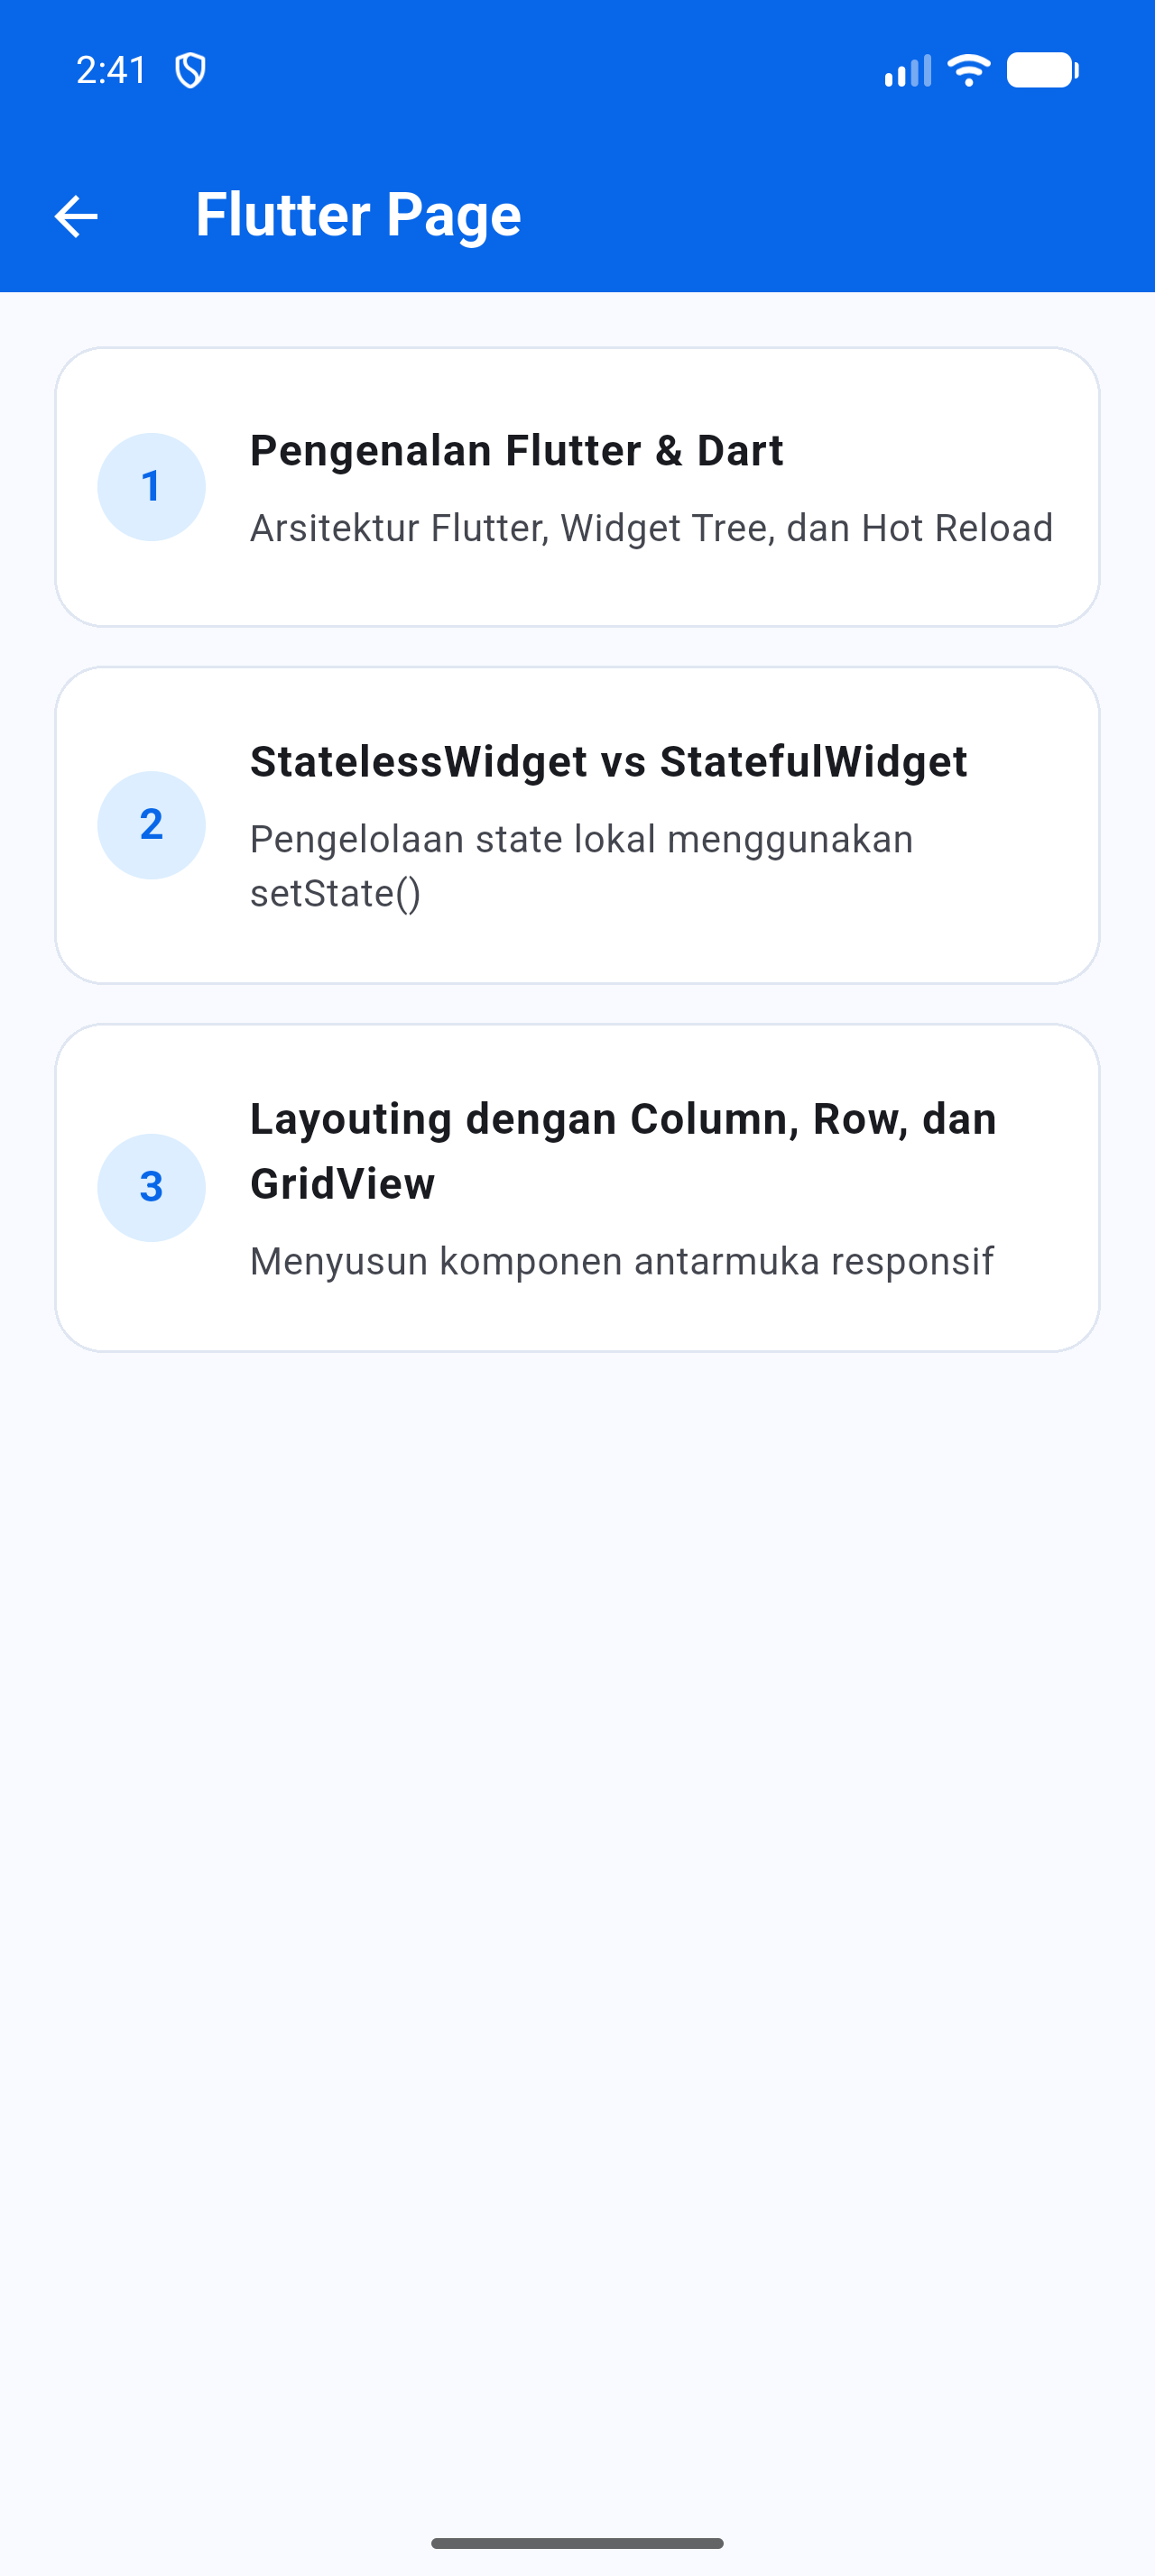 2:41
Flutter Page
1
Pengenalan Flutter & Dart
Arsitektur Flutter, Widget Tree, dan Hot Reload
2
StatelessWidget vs StatefulWidget
Pengelolaan state lokal menggunakan
setState()
3
Layouting dengan Column, Row, dan
GridView
Menyusun komponen antarmuka responsif